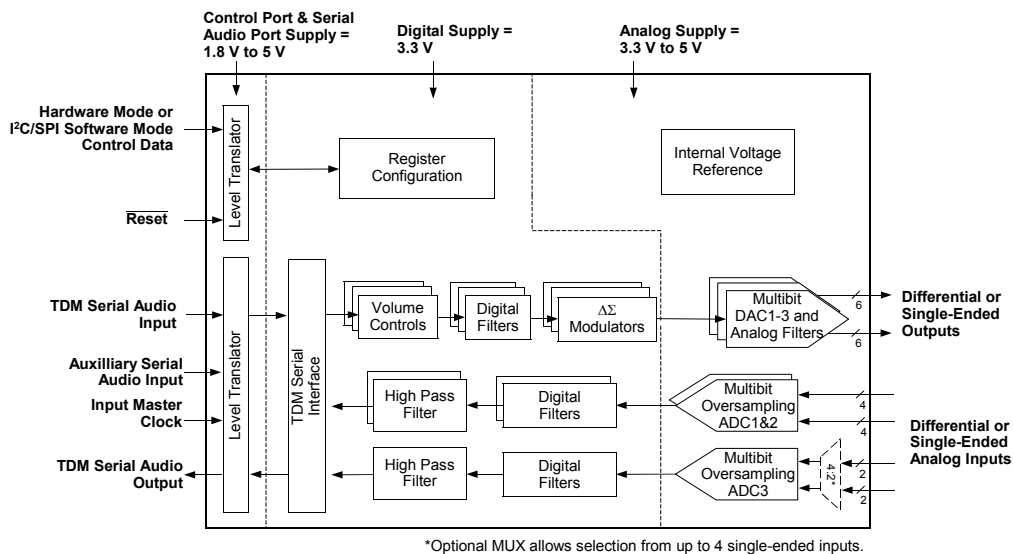 Control Port & Serial
Audio Port Supply =
1.8 V to 5 V
Digital Supply =
3.3 V
Analog Supply =
3.3 V to 5 V
Hardware Mode or
I²C/SPI Software Mode
Control Data
Reset
Level Translator
Register
Configuration
Internal Voltage
Reference
TDM Serial Audio
Input
Auxilliary Serial
Audio Input
Input Master
Clock
TDM Serial Audio
Output
Level Translator
TDM Serial
Interface
Volume
Controls
Digital
Filters
ΔΣ
Modulators
Multibit
DAC1-3 and
Analog Filters
6
6
Differential or
Single-Ended
Outputs
High Pass
Filter
Digital
Filters
Multibit
Oversampling
ADC1&2
4
4
Differential or
Single-Ended
Analog Inputs
High Pass
Filter
Digital
Filters
Multibit
Oversampling
ADC3
4:2*
2
2
*Optional MUX allows selection from up to 4 single-ended inputs.